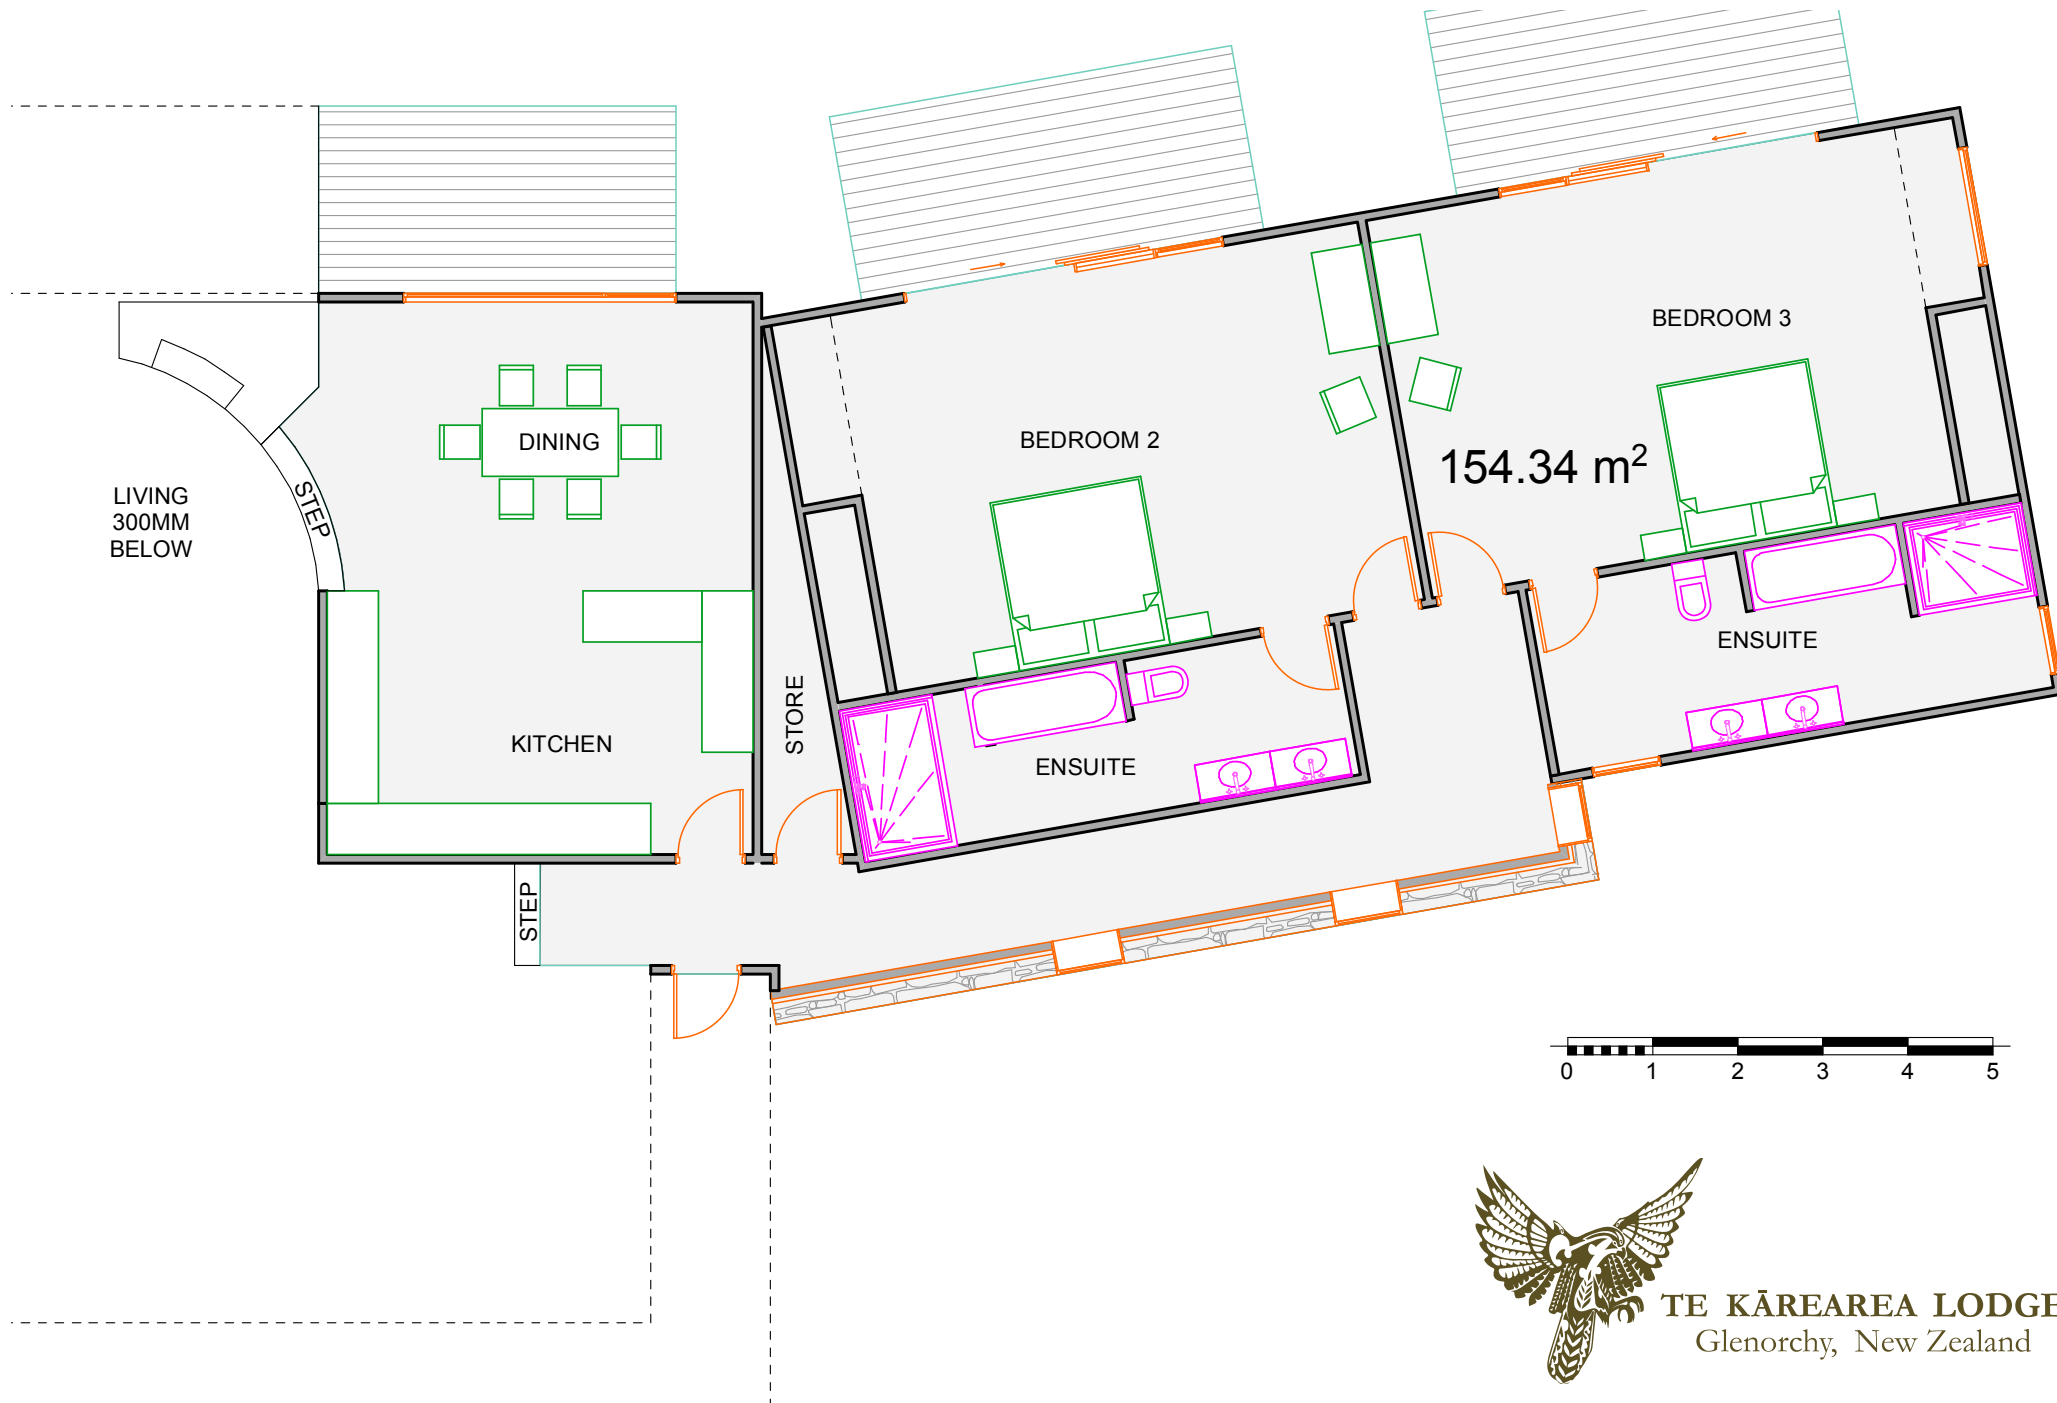 BEDROOM 3
BEDROOM 2
DINING
154.34 m²
LIVING
300MM
BELOW
STEP
ENSUITE
STORE
KITCHEN
ENSUITE
STEP
0 1 2 3 4 5
TE KĀREAREA LODGE
Glenorchy, New Zealand